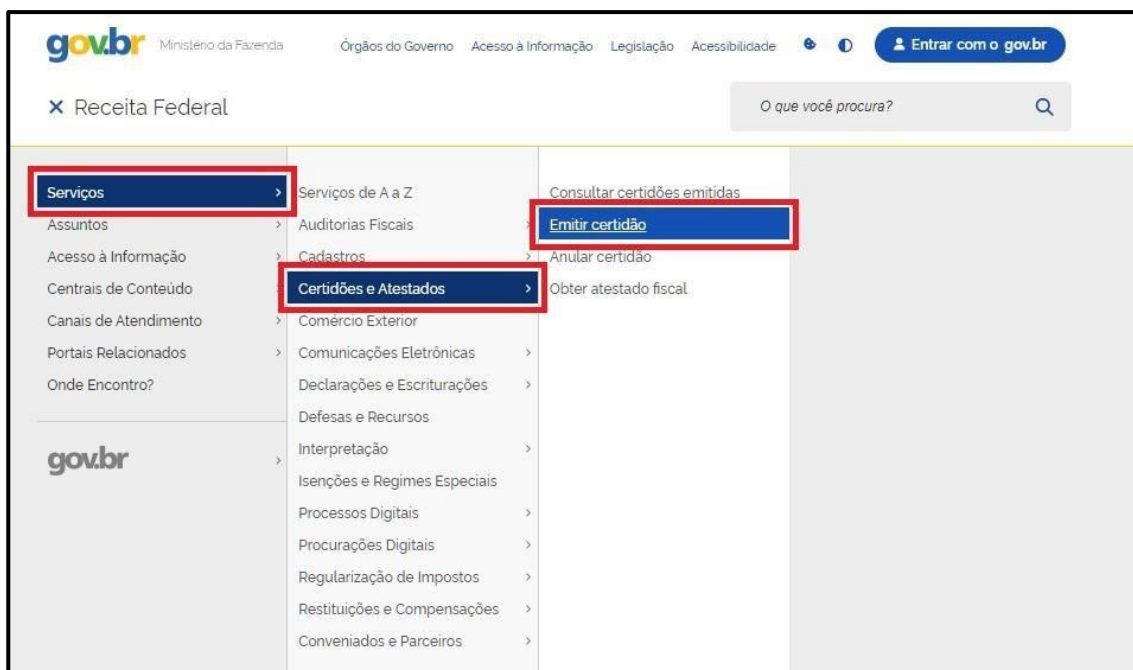 gov.br Ministério da Fazenda Órgãos do Governo Acesso à Informação Legislação Acessibilidade Entrar com o gov.br
Receita Federal O que você procura?
Serviços
Assuntos
Acesso à Informação
Centrais de Conteúdo
Canais de Atendimento
Portais Relacionados
Onde Encontro?
gov.br
Serviços de A a Z
Auditorias Fiscais
Cadastros
Certidões e Atestados
Comércio Exterior
Comunicações Eletrônicas
Declarações e Escriturações
Defesas e Recursos
Interpretação
Isenções e Regimes Especiais
Processos Digitais
Procurações Digitais
Regularização de Impostos
Restituições e Compensações
Conveniados e Parceiros
Consultar certidões emitidas
Emitir certidão
Anular certidão
Obter atestado fiscal